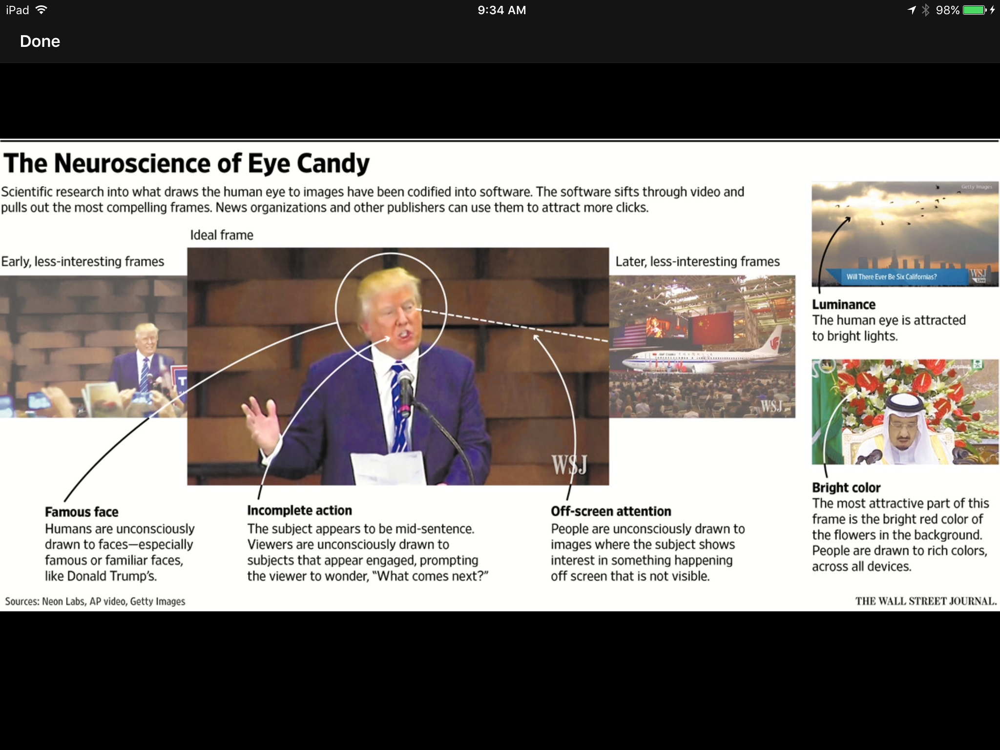 iPad
9:34 AM
98%
Done
The Neuroscience of Eye Candy
Scientific research into what draws the human eye to images have been codified into software. The software sifts through video and
pulls out the most compelling frames. News organizations and other publishers can use them to attract more clicks.
Early, less-interesting frames
Ideal frame
Later, less-interesting frames
T
WSJ
WSJ
Famous face
Humans are unconsciously
drawn to faces—especially
famous or familiar faces,
like Donald Trump's.
Incomplete action
The subject appears to be mid-sentence.
Viewers are unconsciously drawn to
subjects that appear engaged, prompting
the viewer to wonder, "What comes next?"
Off-screen attention
People are unconsciously drawn to
images where the subject shows
interest in something happening
off screen that is not visible.
Getty Images
Will There Ever Be Six Californias?
WSJ
Live
Luminance
The human eye is attracted
to bright lights.
السعودية
Bright color
The most attractive part of this
frame is the bright red color of
the flowers in the background.
People are drawn to rich colors,
across all devices.
Sources: Neon Labs, AP video, Getty Images
THE WALL STREET JOURNAL.